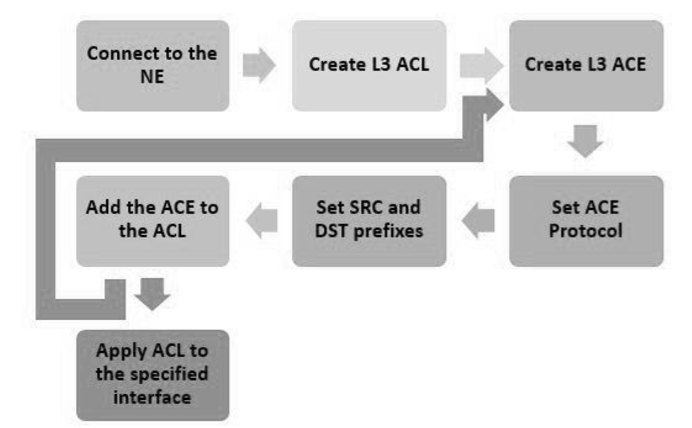 Connect to the
NE
Create L3 ACL
Create L3 ACE
Set ACE
Protocol
Set SRC and
DST prefixes
Add the ACE to
the ACL
Apply ACL to
the specified
interface